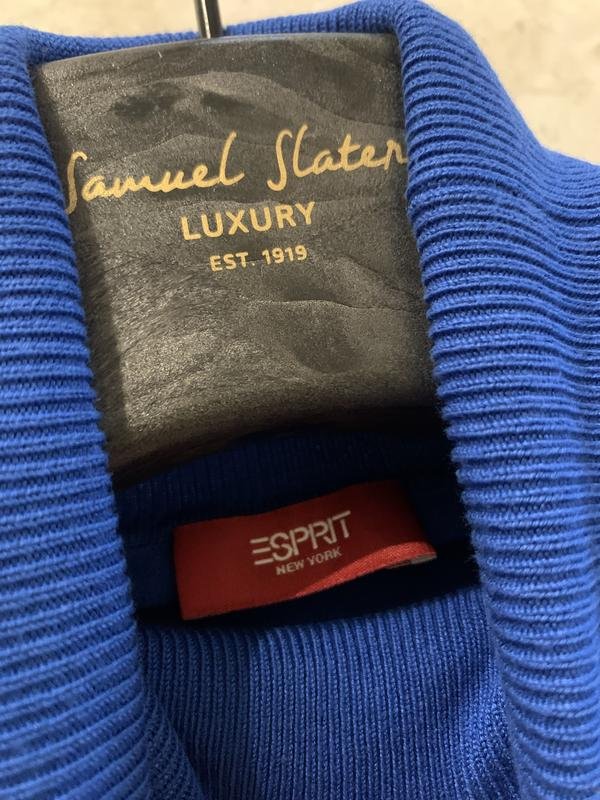 Samuel Slater
LUXURY
EST. 1919
ESPRIT
NEW YORK